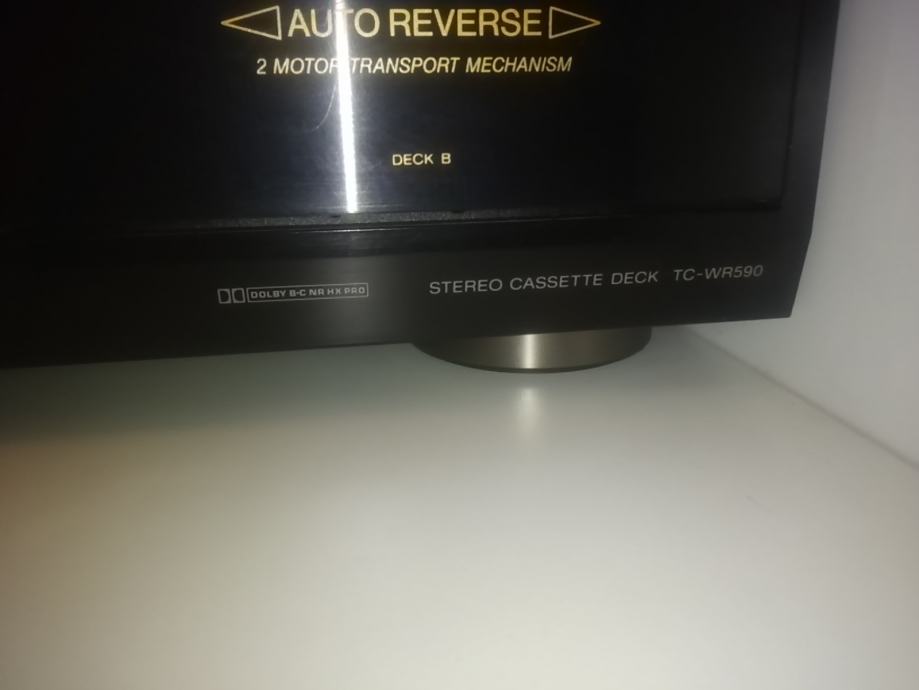 AUTO REVERSE
2 MOTOR TRANSPORT MECHANISM
DECK B
DOLBY B-C NR HX PRO
STEREO CASSETTE DECK TC-WR590